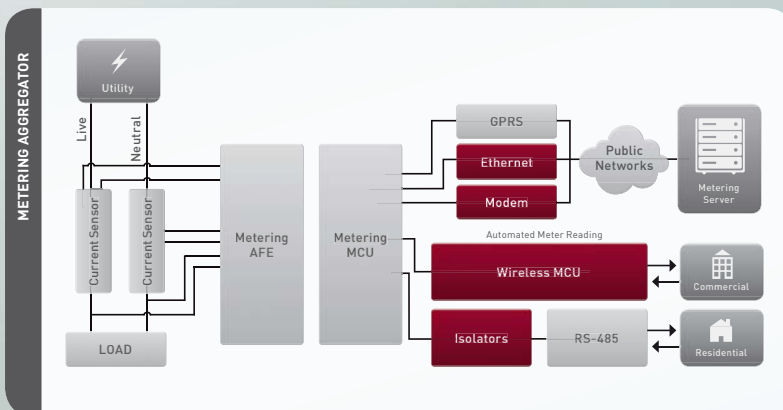 METERING AGGREGATOR
Utility
Live
Neutral
Current Sensor
Current Sensor
LOAD
Metering
AFE
Metering
MCU
GPRS
Ethernet
Modem
Public
Networks
Metering
Server
Automated Meter Reading
Wireless MCU
Commercial
Isolators
RS-485
Residential